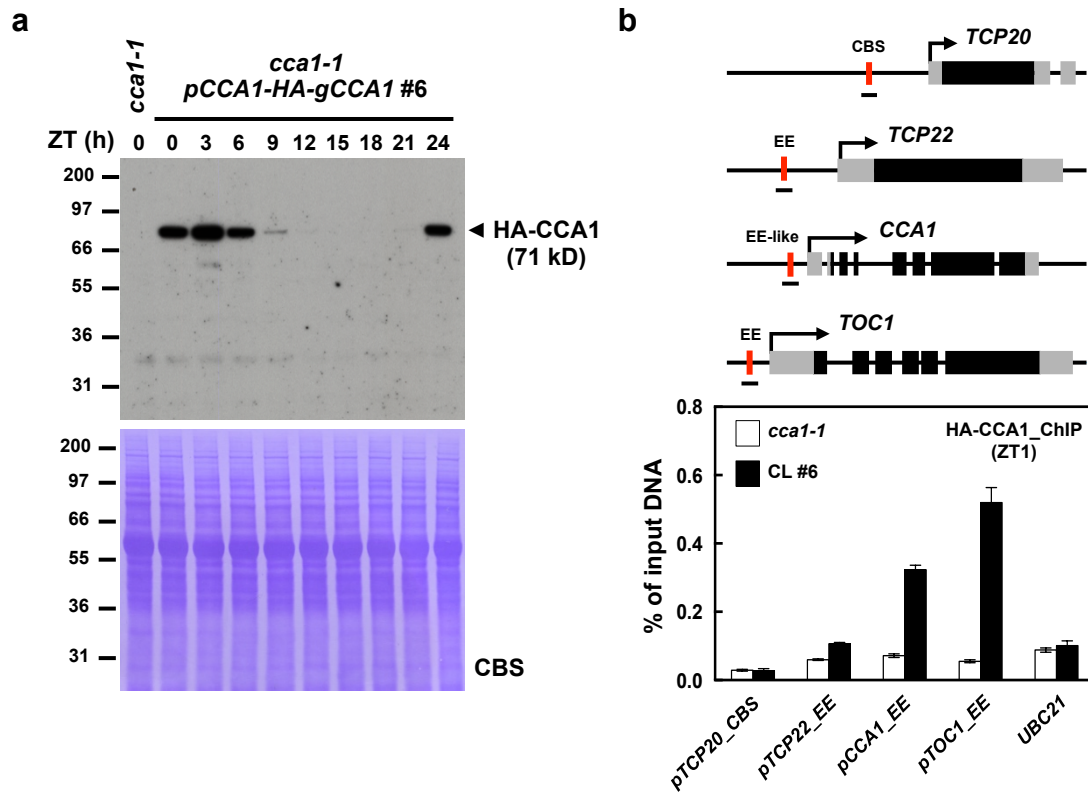 a
cca1-1
cca1-1
pCCA1-HA-gCCA1 #6
ZT (h) 0 0 3 6 9 12 15 18 21 24
200
97
66
55
36
31
HA-CCA1
(71 kD)
200
97
66
55
36
31
CBS
b
CBS
TCP20
EE
TCP22
EE-like
CCA1
EE
TOC1
% of input DNA
0.8
0.6
0.4
0.2
0.0
cca1-1
CL #6
HA-CCA1_ChIP
(ZT1)
pTCP20_CBS
pTCP22_EE
pCCA1_EE
pTOC1_EE
UBC21